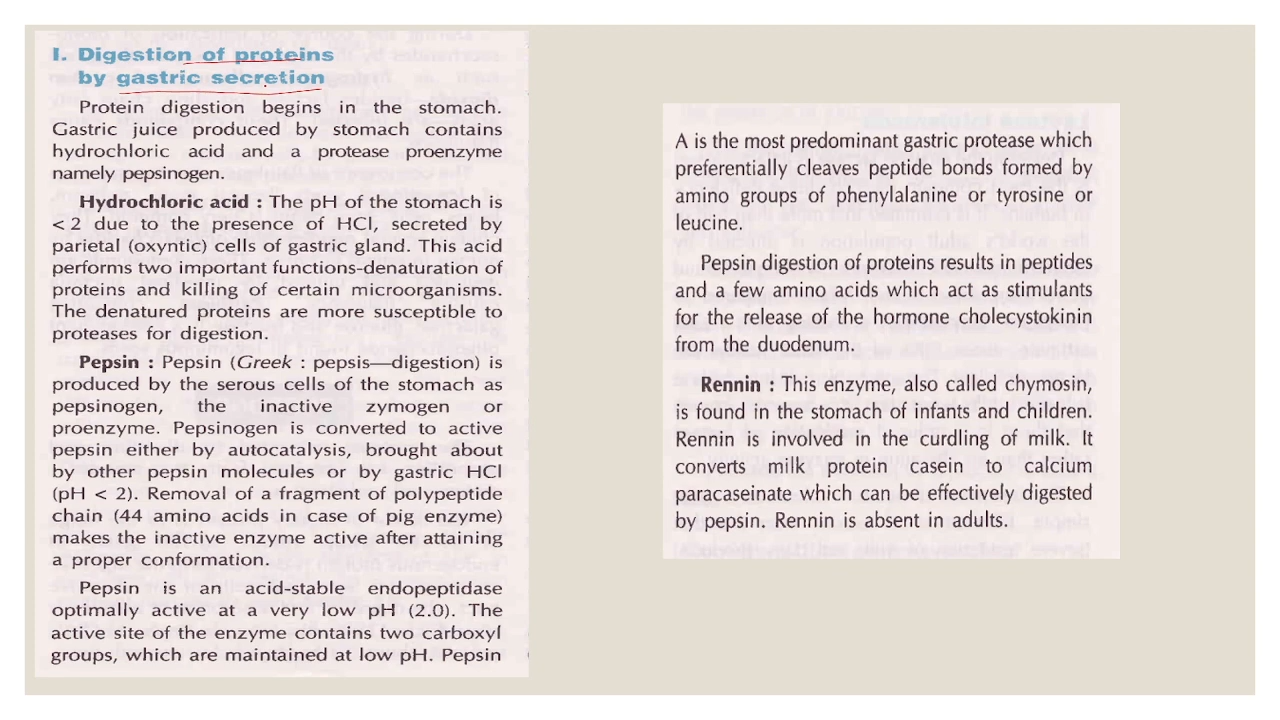 I. Digestion of proteins
by gastric secretion
Protein digestion begins in the stomach.
Gastric juice produced by stomach contains
hydrochloric acid and a protease proenzyme
namely pepsinogen.
Hydrochloric acid : The pH of the stomach is
< 2 due to the presence of HCl, secreted by
parietal (oxyntic) cells of gastric gland. This acid
performs two important functions-denaturation of
proteins and killing of certain microorganisms.
The denatured proteins are more susceptible to
proteases for digestion.
Pepsin : Pepsin (Greek : pepsis—digestion) is
produced by the serous cells of the stomach as
pepsinogen, the inactive zymogen or
proenzyme. Pepsinogen is converted to active
pepsin either by autocatalysis, brought about
by other pepsin molecules or by gastric HCl
(pH < 2). Removal of a fragment of polypeptide
chain (44 amino acids in case of pig enzyme)
makes the inactive enzyme active after attaining
a proper conformation.
Pepsin is an acid-stable endopeptidase
optimally active at a very low pH (2.0). The
active site of the enzyme contains two carboxyl
groups, which are maintained at low pH. Pepsin
A is the most predominant gastric protease which
preferentially cleaves peptide bonds formed by
amino groups of phenylalanine or tyrosine or
leucine.
Pepsin digestion of proteins results in peptides
and a few amino acids which act as stimulants
for the release of the hormone cholecystokinin
from the duodenum.
Rennin : This enzyme, also called chymosin,
is found in the stomach of infants and children.
Rennin is involved in the curdling of milk. It
converts milk protein casein to calcium
paracaseinate which can be effectively digested
by pepsin. Rennin is absent in adults.